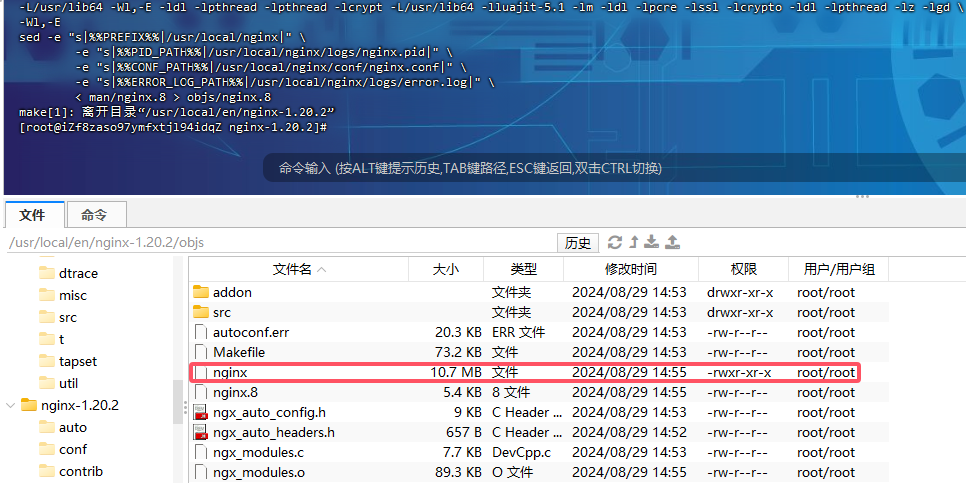 -L/usr/lib64 -Wl,-E -ldl -lpthread -lpthread -lcrypt -L/usr/lib64 -lluajit-5.1 -lm -ldl -lpcre -lssl -lcrypto -ldl -lpthread -lz -lgd \
-Wl,-E
sed -e "s|%%PREFIX%%|/usr/local/nginx|" \
-e "s|%%PID_PATH%%|/usr/local/nginx/logs/nginx.pid|" \
-e "s|%%CONF_PATH%%|/usr/local/nginx/conf/nginx.conf|" \
-e "s|%%ERROR_LOG_PATH%%|/usr/local/nginx/logs/error.log|" \
< man/nginx.8 > objs/nginx.8
make[1]: 离开目录“/usr/local/en/nginx-1.20.2”
[root@iZf8zaso97ymfxtjl94idqZ nginx-1.20.2]#
命令输入 (按ALT键提示历史,TAB键路径,ESC键返回,双击CTRL切换)
文件 命令
/usr/local/en/nginx-1.20.2/objs 历史
文件名 大小 类型 修改时间 权限 用户/用户组
dtrace
misc
src
t
tapset
util
nginx-1.20.2
auto
conf
contrib
addon 文件夹 2024/08/29 14:53 drwxr-xr-x root/root
src 文件夹 2024/08/29 14:53 drwxr-xr-x root/root
autoconf.err 20.3 KB ERR 文件 2024/08/29 14:53 -rw-r--r-- root/root
Makefile 73.2 KB 文件 2024/08/29 14:53 -rw-r--r-- root/root
nginx 10.7 MB 文件 2024/08/29 14:55 -rwxr-xr-x root/root
nginx.8 5.4 KB 8 文件 2024/08/29 14:55 -rw-r--r-- root/root
ngx_auto_config.h 9 KB C Header ... 2024/08/29 14:53 -rw-r--r-- root/root
ngx_auto_headers.h 657 B C Header ... 2024/08/29 14:52 -rw-r--r-- root/root
ngx_modules.c 7.7 KB DevCpp.c 2024/08/29 14:53 -rw-r--r-- root/root
ngx_modules.o 89.3 KB O 文件 2024/08/29 14:55 -rw-r--r-- root/root